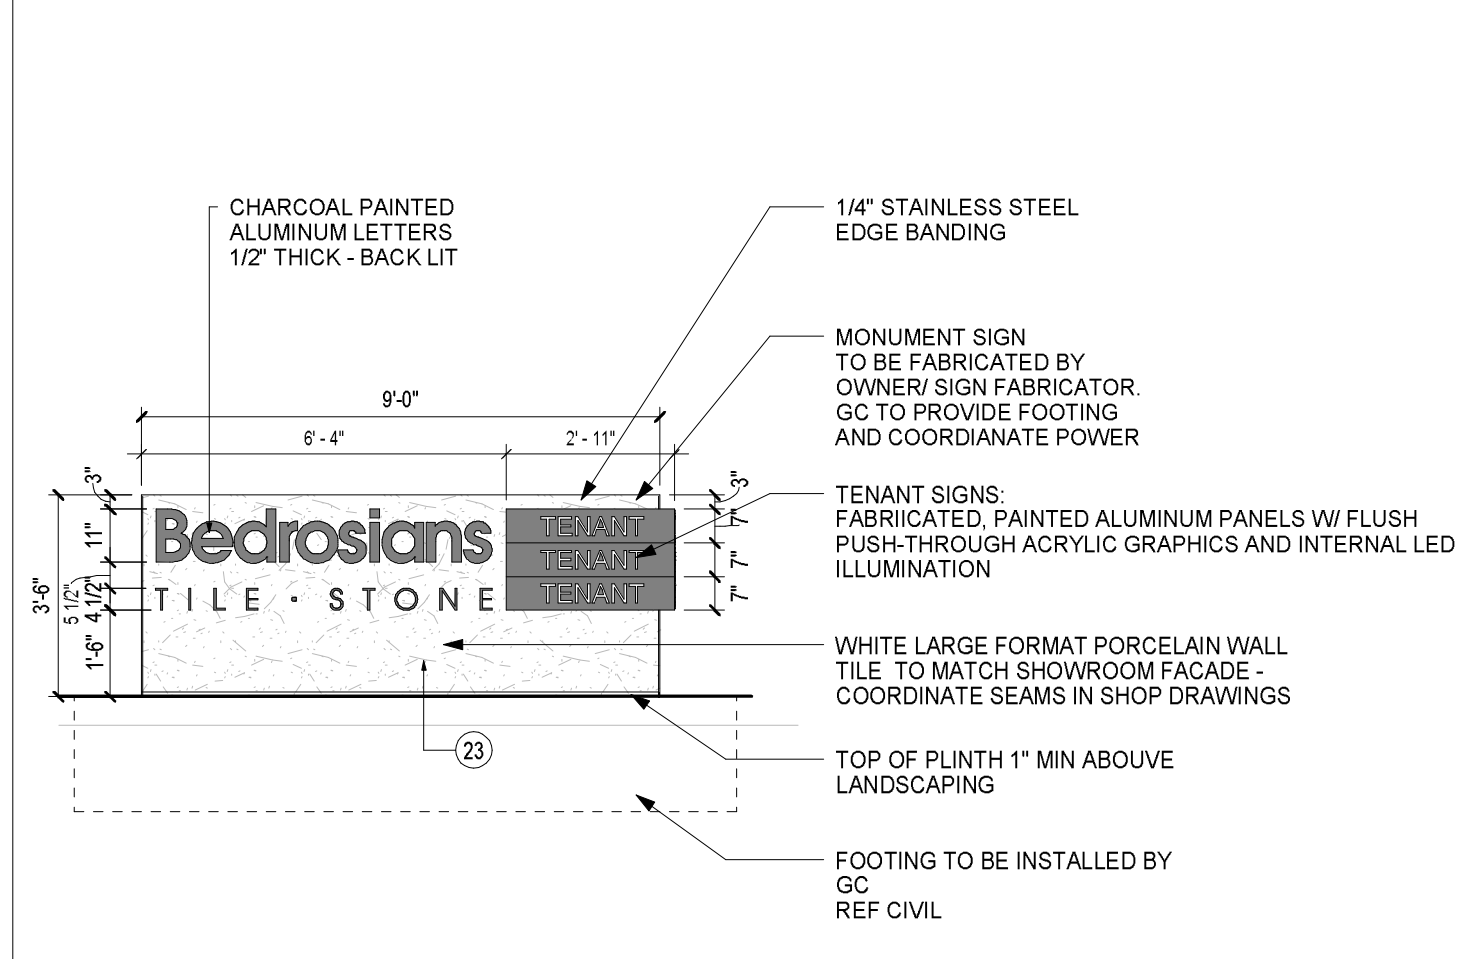 CHARCOAL PAINTED
ALUMINUM LETTERS
1/2" THICK - BACK LIT
1/4" STAINLESS STEEL
EDGE BANDING
MONUMENT SIGN
TO BE FABRICATED BY
OWNER/ SIGN FABRICATOR.
GC TO PROVIDE FOOTING
AND COORDIANATE POWER
9'-0"
6' - 4"
2' - 11"
3"
11"
5 1/2"
4 1/2"
1'-6"
3'-6"
Bedrosians
TILE · STONE
TENANT
TENANT
TENANT
3"
7"
7"
7"
TENANT SIGNS:
FABRIICATED, PAINTED ALUMINUM PANELS W/ FLUSH
PUSH-THROUGH ACRYLIC GRAPHICS AND INTERNAL LED
ILLUMINATION
WHITE LARGE FORMAT PORCELAIN WALL
TILE TO MATCH SHOWROOM FACADE -
COORDINATE SEAMS IN SHOP DRAWINGS
23
TOP OF PLINTH 1" MIN ABOUVE
LANDSCAPING
FOOTING TO BE INSTALLED BY
GC
REF CIVIL